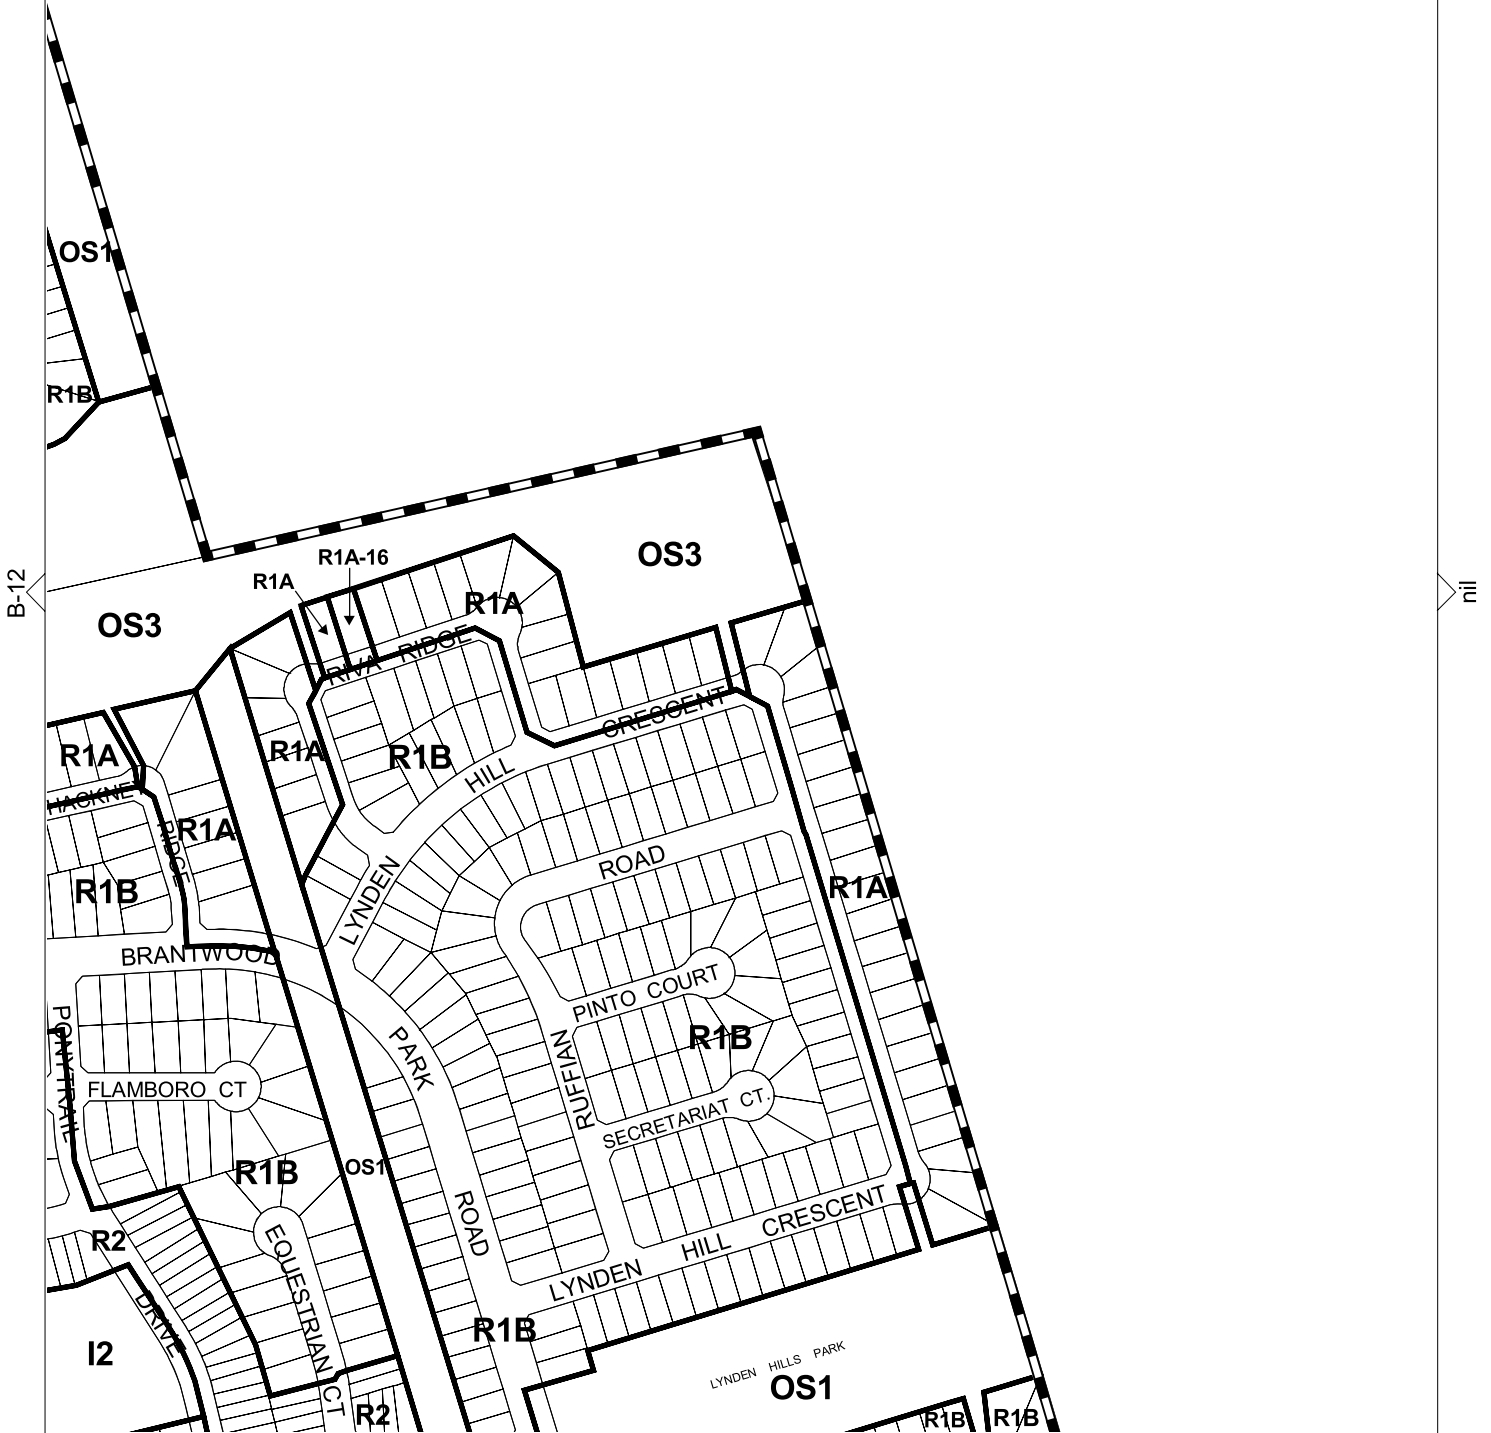 OS1
R1B
OS3
R1A-16
R1A
OS3
R1A
B-12
nil
RIVA RIDGE
CRESCENT
R1A
R1A
R1B
HILL
HACKNEY
RIDGE
R1A
R1B
ROAD
R1A
LYNDEN
BRANTWOOD
PINTO COURT
R1B
PONYTRAIL
PARK
RUFFIAN
FLAMBORO CT
SECRETARIAT CT.
R1B
OS1
R2
ROAD
LYNDEN HILL CRESCENT
EQUESTRIAN CT
DRIVE
I2
R1B
LYNDEN HILLS PARK
OS1
R2
R1B
R1B